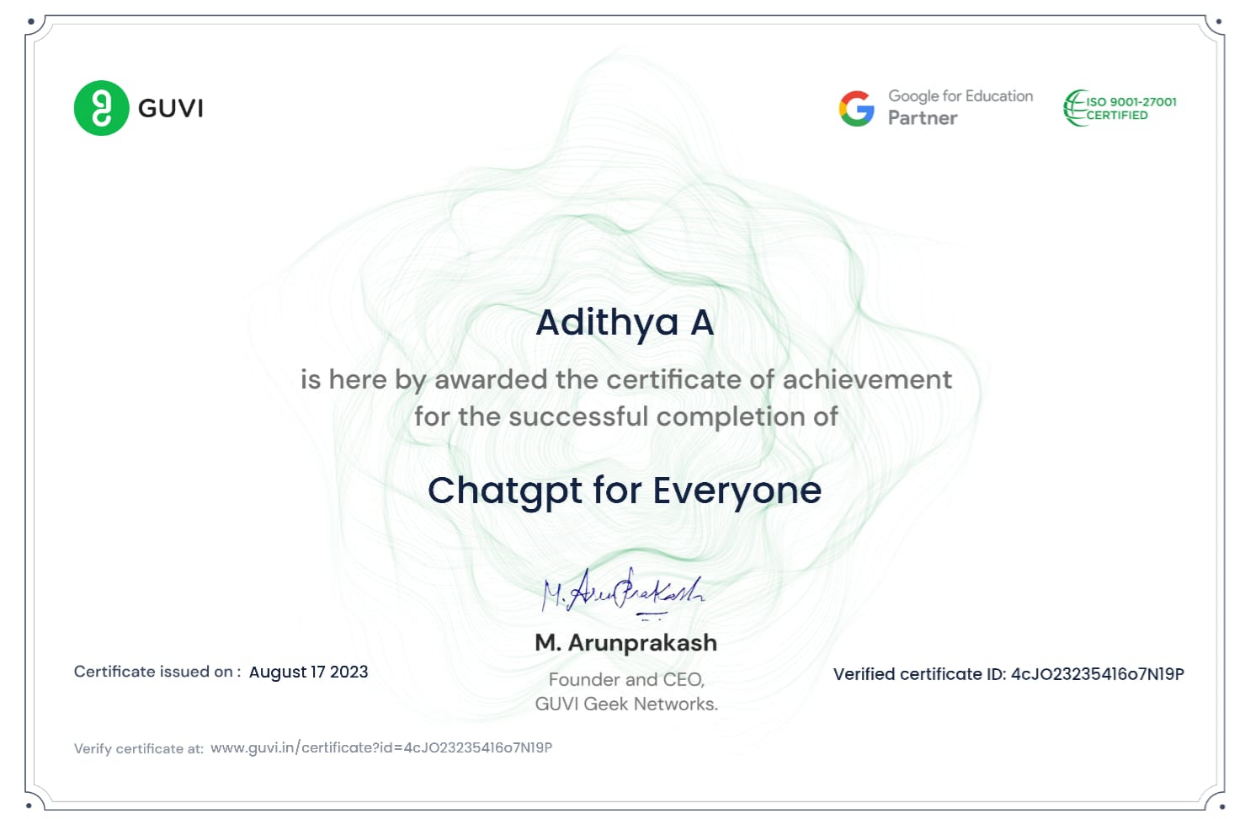 GUVI
Google for Education
Partner
ISO 9001-27001
CERTIFIED
Adithya A
is here by awarded the certificate of achievement
for the successful completion of
Chatgpt for Everyone
M. Arunprakash
M. Arunprakash
Founder and CEO,
GUVI Geek Networks.
Certificate issued on : August 17 2023
Verified certificate ID: 4cJO23235416o7N19P
Verify certificate at: www.guvi.in/certificate?id=4cJO23235416o7N19P